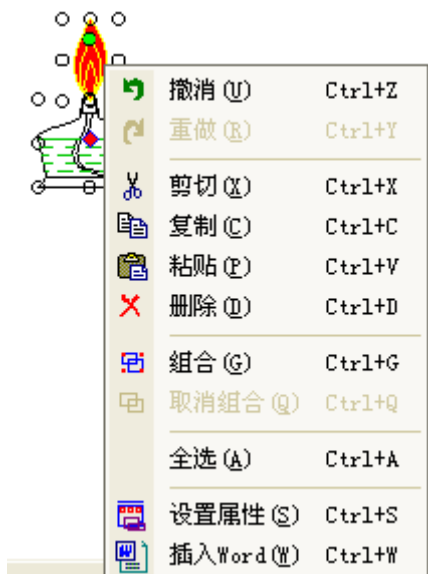 撤消(U) Ctrl+Z
重做(R) Ctrl+Y
剪切(X) Ctrl+X
复制(C) Ctrl+C
粘贴(P) Ctrl+V
删除(D) Ctrl+D
组合(G) Ctrl+G
取消组合(Q) Ctrl+Q
全选(A) Ctrl+A
设置属性(S) Ctrl+S
插入Word(W) Ctrl+W